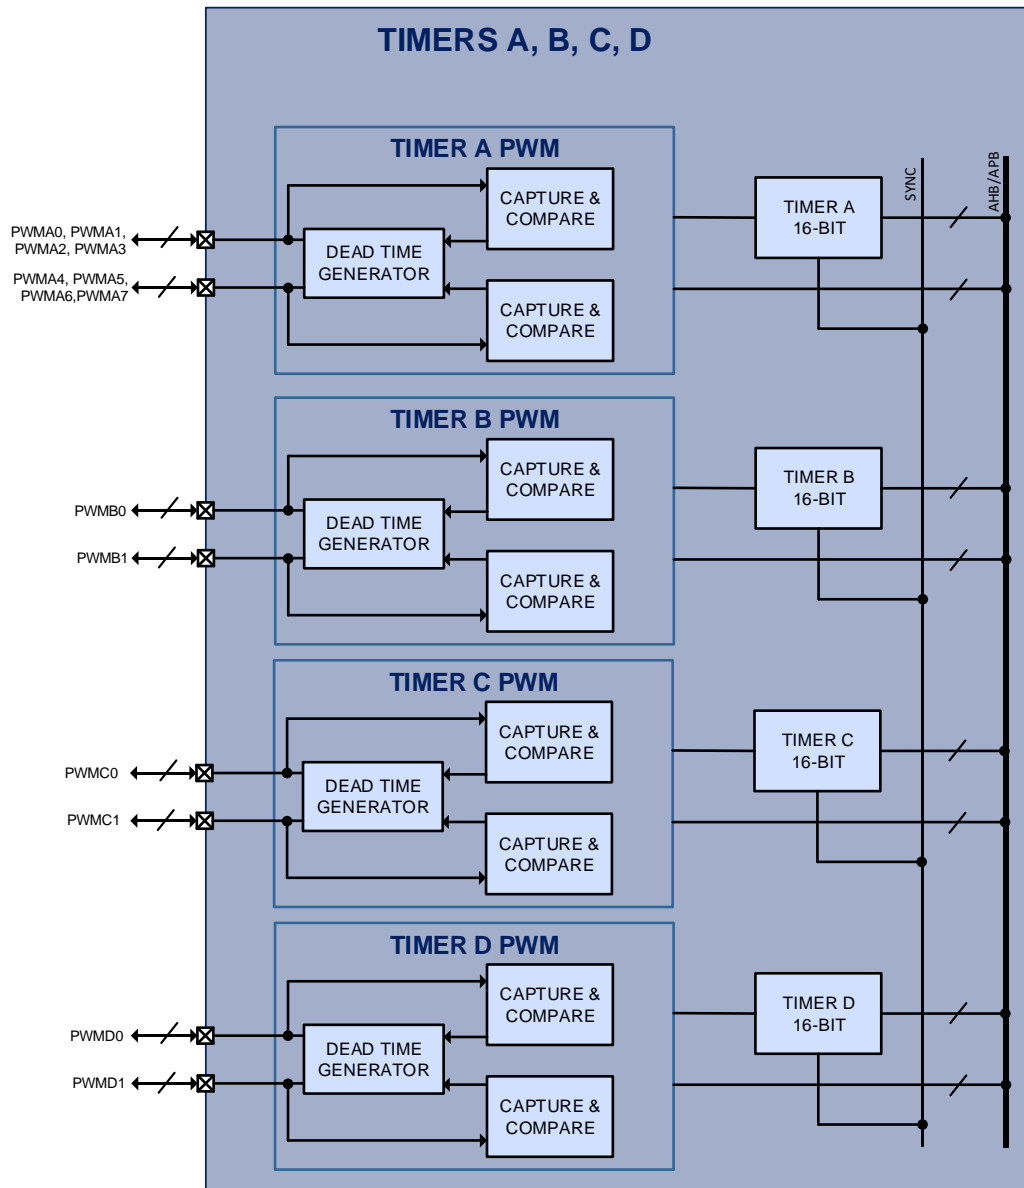 TIMERS A, B, C, D
SYNC
AHB/APB
TIMER A PWM
CAPTURE &
COMPARE
TIMER A
16-BIT
PWMA0, PWMA1,
PWMA2, PWMA3
DEAD TIME
GENERATOR
PWMA4, PWMA5,
PWMA6,PWMA7
CAPTURE &
COMPARE
TIMER B PWM
CAPTURE &
COMPARE
TIMER B
16-BIT
PWMB0
DEAD TIME
GENERATOR
PWMB1
CAPTURE &
COMPARE
TIMER C PWM
CAPTURE &
COMPARE
TIMER C
16-BIT
PWMC0
DEAD TIME
GENERATOR
PWMC1
CAPTURE &
COMPARE
TIMER D PWM
CAPTURE &
COMPARE
TIMER D
16-BIT
PWMD0
DEAD TIME
GENERATOR
PWMD1
CAPTURE &
COMPARE